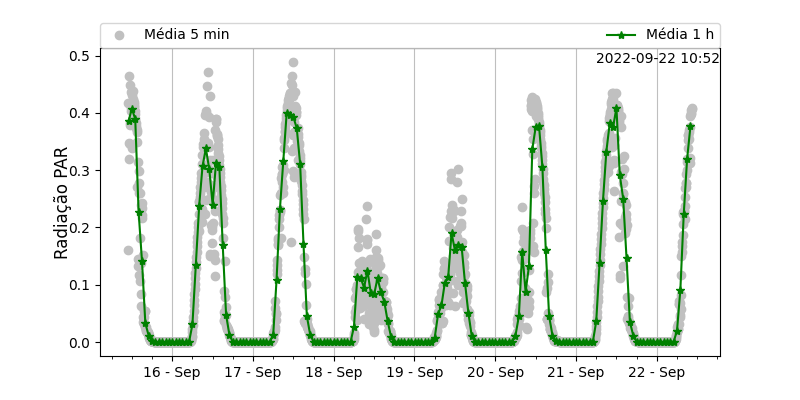 Média 5 min
Média 1 h
2022-09-22 10:52
Radiação PAR
0.5
0.4
0.3
0.2
0.1
0.0
16 - Sep
17 - Sep
18 - Sep
19 - Sep
20 - Sep
21 - Sep
22 - Sep